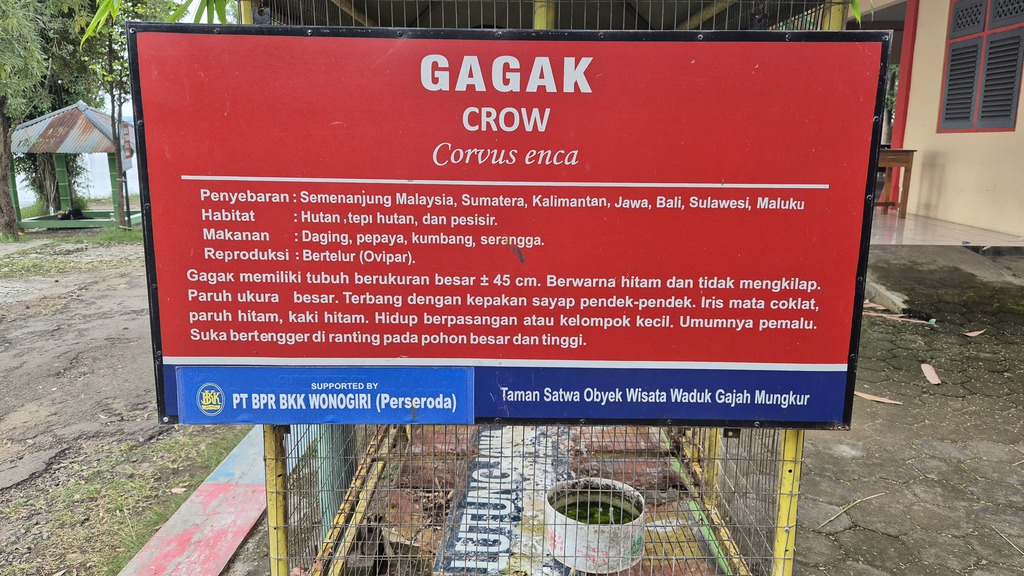 GAGAK
CROW
Corvus enca
Penyebaran : Semenanjung Malaysia, Sumatera, Kalimantan, Jawa, Bali, Sulawesi, Maluku
Habitat : Hutan ,tepi hutan, dan pesisir.
Makanan : Daging, pepaya, kumbang, serangga.
Reproduksi : Bertelur (Ovipar).
Gagak memiliki tubuh berukuran besar ± 45 cm. Berwarna hitam dan tidak mengkilap.
Paruh ukura besar. Terbang dengan kepakan sayap pendek-pendek. Iris mata coklat,
paruh hitam, kaki hitam. Hidup berpasangan atau kelompok kecil. Umumnya pemalu.
Suka bertengger di ranting pada pohon besar dan tinggi.
SUPPORTED BY
BKK PT BPR BKK WONOGIRI (Perseroda)
Taman Satwa Obyek Wisata Waduk Gajah Mungkur